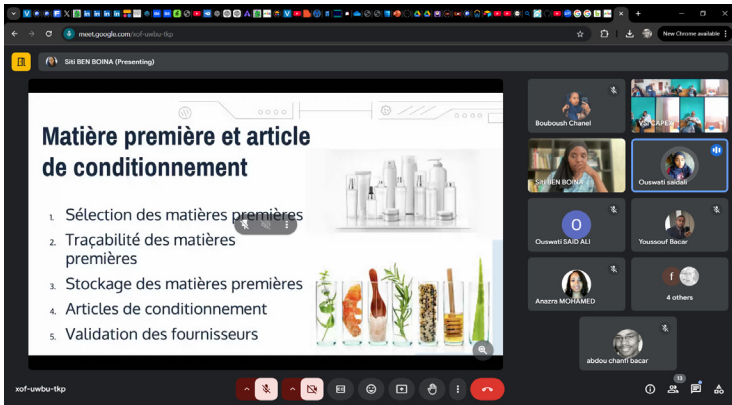 meet.google.com/xof-uwbu-tkp
New Chrome available
Siti BEN BOINA (Presenting)
Matière première et article
de conditionnement
1. Sélection des matières premières
2. Traçabilité des matières
premières
3. Stockage des matières premières
4. Articles de conditionnement
5. Validation des fournisseurs
Bouboush Chanel
Siti BEN BOINA
Ouswati saidali
O
Ouswati SAID ALI
Youssouf Bacar
Anazra MOHAMED
f
4 others
abdou chanfi bacar
xof-uwbu-tkp
13